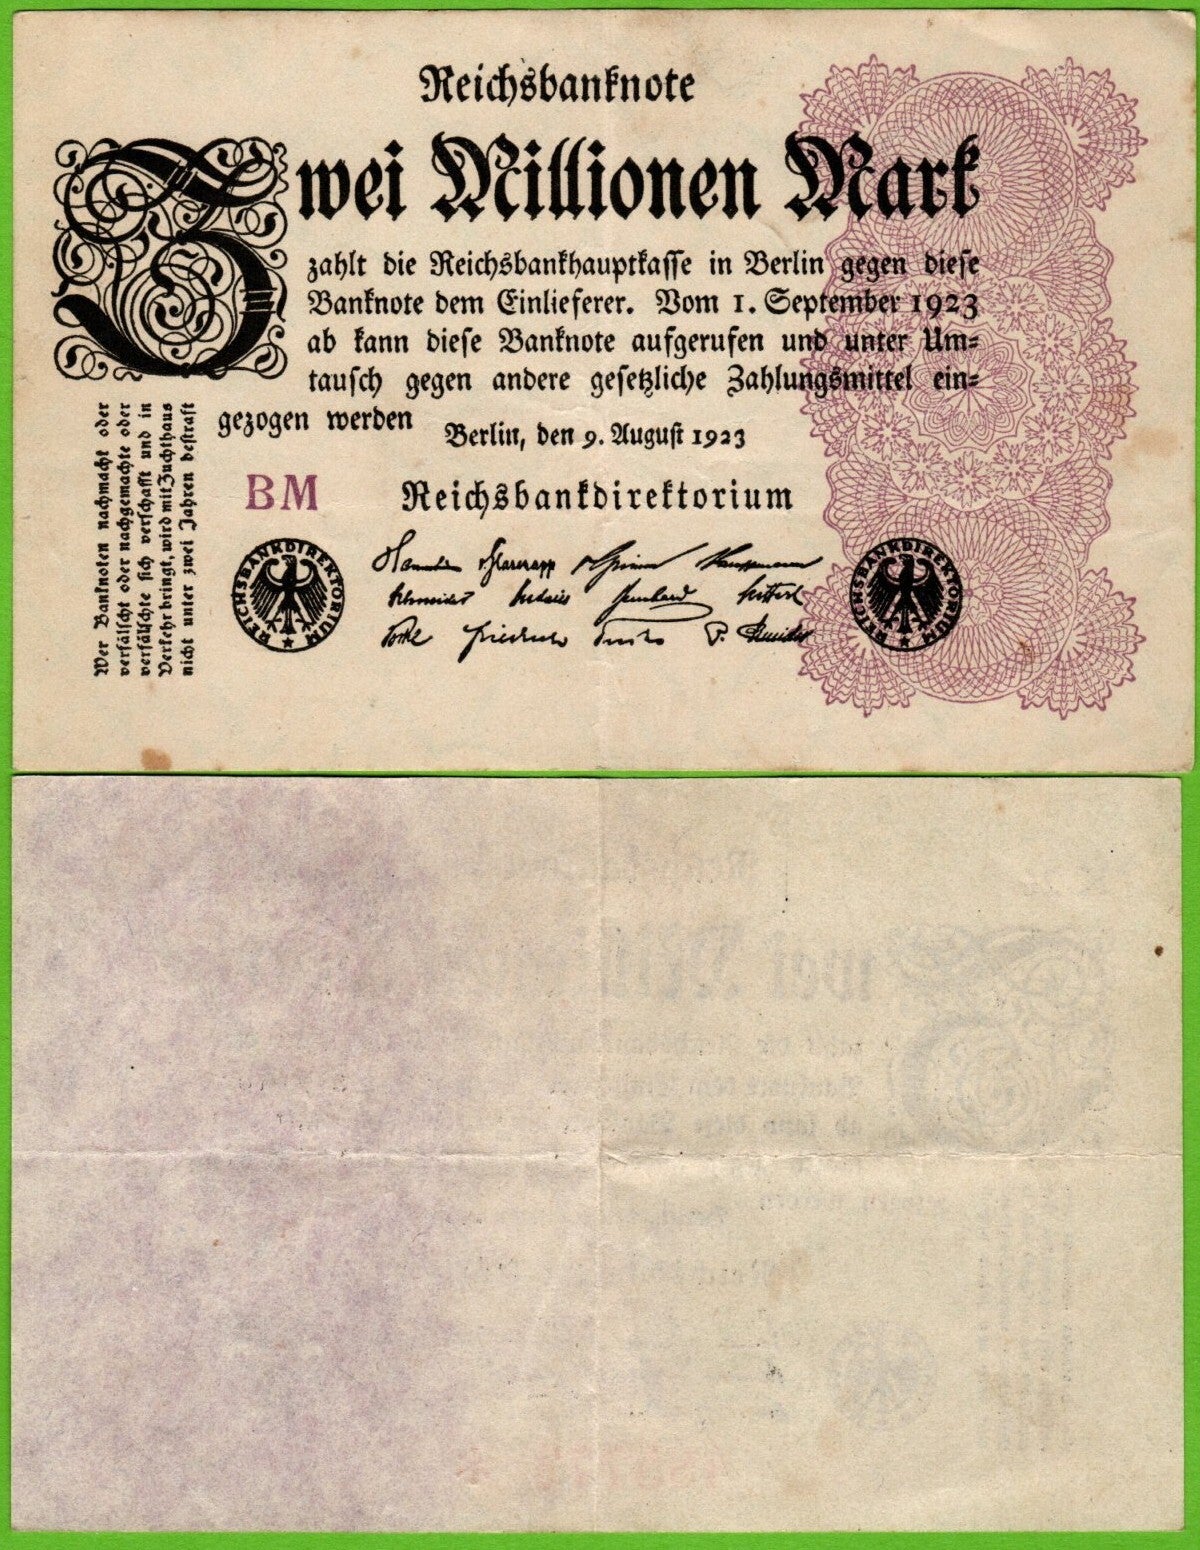 Reichsbanknote
Zwei Millionen Mark
zahlt die Reichsbankhauptkasse in Berlin gegen diese
Banknote dem Einlieferer. Vom 1. September 1923
ab kann diese Banknote aufgerufen und unter Um=
tausch gegen andere gesetzliche Zahlungsmittel ein=
gezogen werden
Berlin, den 9. August 1923
BM
Reichsbankdirektorium
REICHSBANKDIREKTORIUM
REICHSBANKDIREKTORIUM
Schneider
Friedrich
P. Schneider
Wer Banknoten nachmacht oder
verfälscht oder nachgemachte oder
verfälschte sich verschafft und in
Verkehr bringt, wird mit Zuchthaus
nicht unter zwei Jahren bestraft